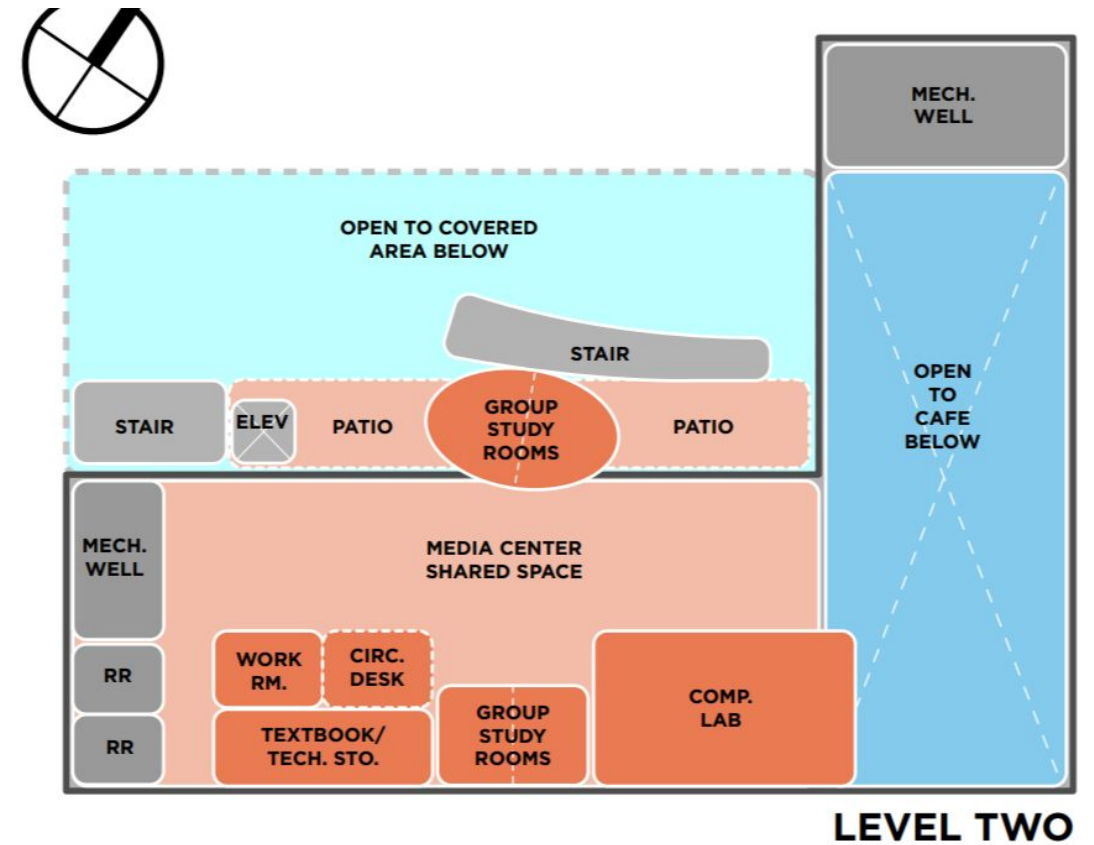 MECH.
WELL
OPEN TO COVERED
AREA BELOW
STAIR
OPEN
TO
CAFE
BELOW
STAIR
ELEV
PATIO
GROUP
STUDY
ROOMS
PATIO
MECH.
WELL
MEDIA CENTER
SHARED SPACE
RR
WORK
RM.
CIRC.
DESK
COMP.
LAB
RR
TEXTBOOK/
TECH. STO.
GROUP
STUDY
ROOMS
LEVEL TWO